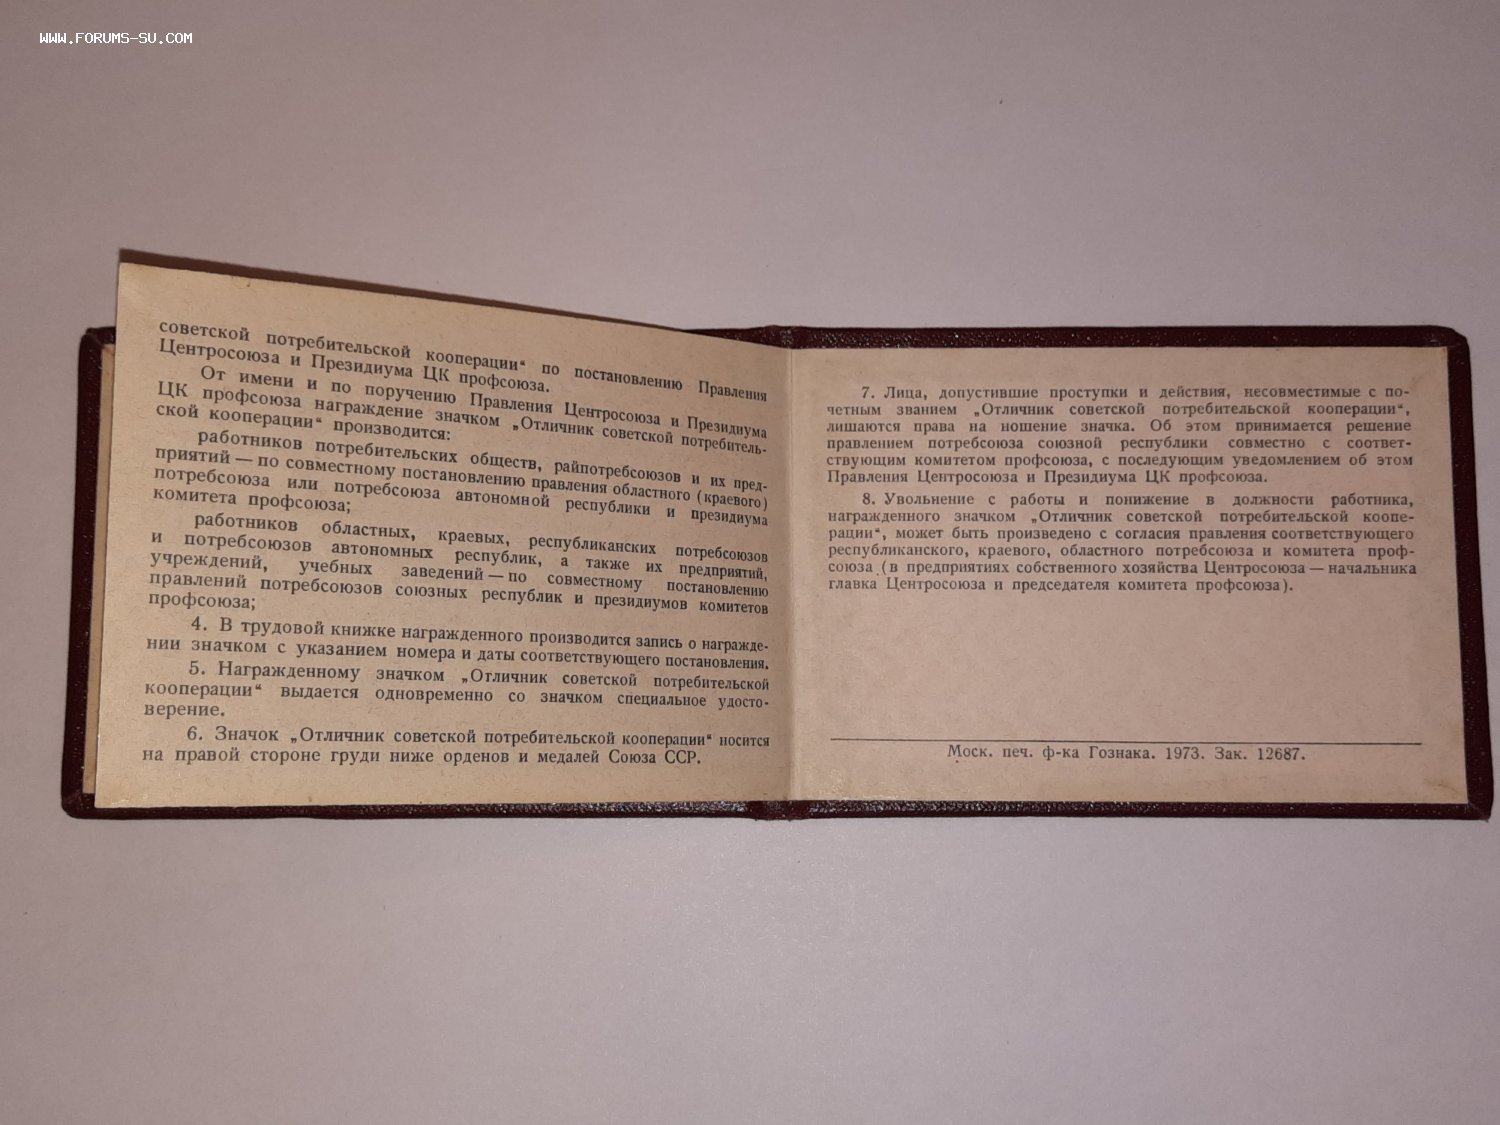 WWW.FORUMS-SU.COM
советской потребительской кооперации“ по постановлению Правления
Центросоюза и Президиума ЦК профсоюза.
От имени и по поручению Правления Центросоюза и Президиума
ЦК профсоюза награждение значком „Отличник советской потребитель-
ской кооперации“ производится:
работников потребительских обществ, райпотребсоюзов и их пред-
приятий — по совместному постановлению правления областного (краевого)
потребсоюза или потребсоюза автономной республики и президиума
комитета профсоюза;
работников областных, краевых, республиканских потребсоюзов
и потребсоюзов автономных республик, а также их предприятий,
учреждений, учебных заведений — по совместному постановлению
правлений потребсоюзов союзных республик и президиумов комитетов
профсоюза;
4. В трудовой книжке награжденного производится запись о награжде-
нии значком с указанием номера и даты соответствующего постановления.
5. Награжденному значком „Отличник советской потребительской
кооперации“ выдается одновременно со значком специальное удосто-
верение.
6. Значок „Отличник советской потребительской кооперации“ носится
на правой стороне груди ниже орденов и медалей Союза ССР.
7. Лица, допустившие проступки и действия, несовместимые с по-
четным званием „Отличник советской потребительской кооперации“,
лишаются права на ношение значка. Об этом принимается решение
правлением потребсоюза союзной республики совместно с соответ-
ствующим комитетом профсоюза, с последующим уведомлением об этом
Правления Центросоюза и Президиума ЦК профсоюза.
8. Увольнение с работы и понижение в должности работника,
награжденного значком „Отличник советской потребительской коопе-
рации“, может быть произведено с согласия правления соответствующего
республиканского, краевого, областного потребсоюза и комитета проф-
союза (в предприятиях собственного хозяйства Центросоюза — начальника
главка Центросоюза и председателя комитета профсоюза).
Моск. печ. ф-ка Гознака. 1973. Зак. 12687.